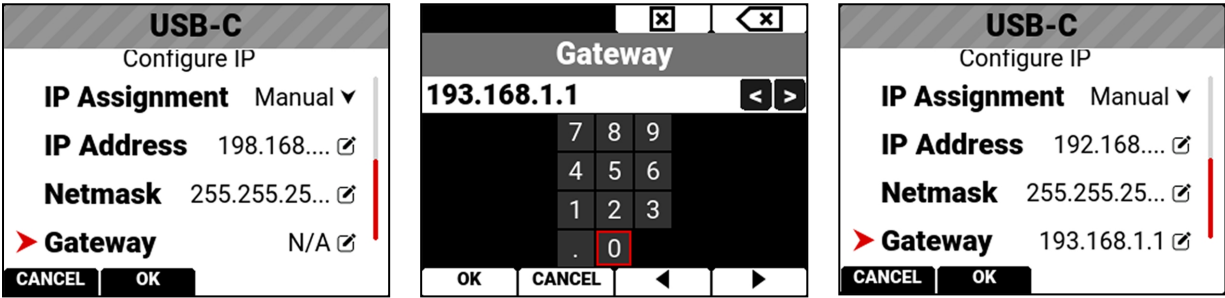 USB-C
Configure IP
IP Assignment Manual
IP Address 198.168....
Netmask 255.255.25...
Gateway N/A
CANCEL OK
Gateway
193.168.1.1 < >
7 8 9
4 5 6
1 2 3
. 0
OK CANCEL
USB-C
Configure IP
IP Assignment Manual
IP Address 192.168....
Netmask 255.255.25...
Gateway 193.168.1.1
CANCEL OK